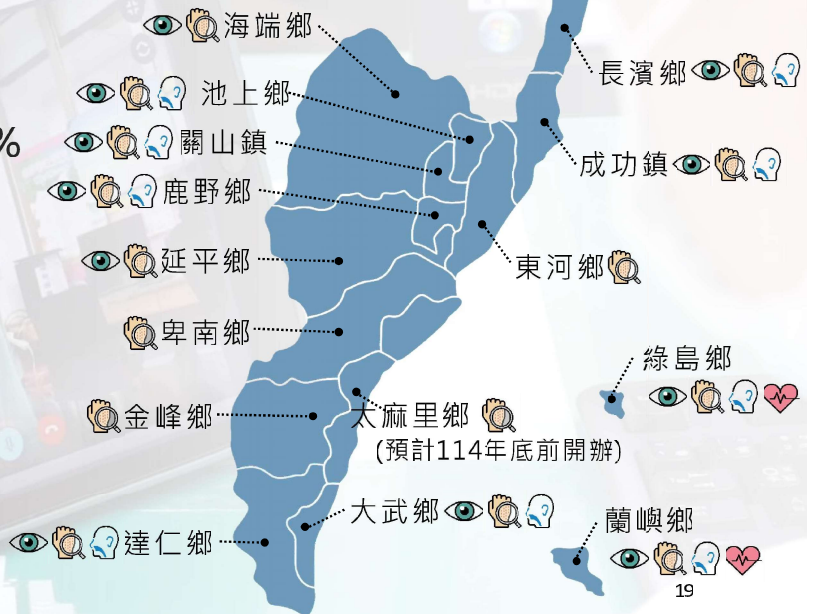 海端鄉
池上鄉
%
關山鎮
鹿野鄉
延平鄉
卑南鄉
金峰鄉
達仁鄉
長濱鄉
成功鎮
東河鄉
綠島鄉
太麻里鄉
(預計114年底前開辦)
大武鄉
蘭嶼鄉
19